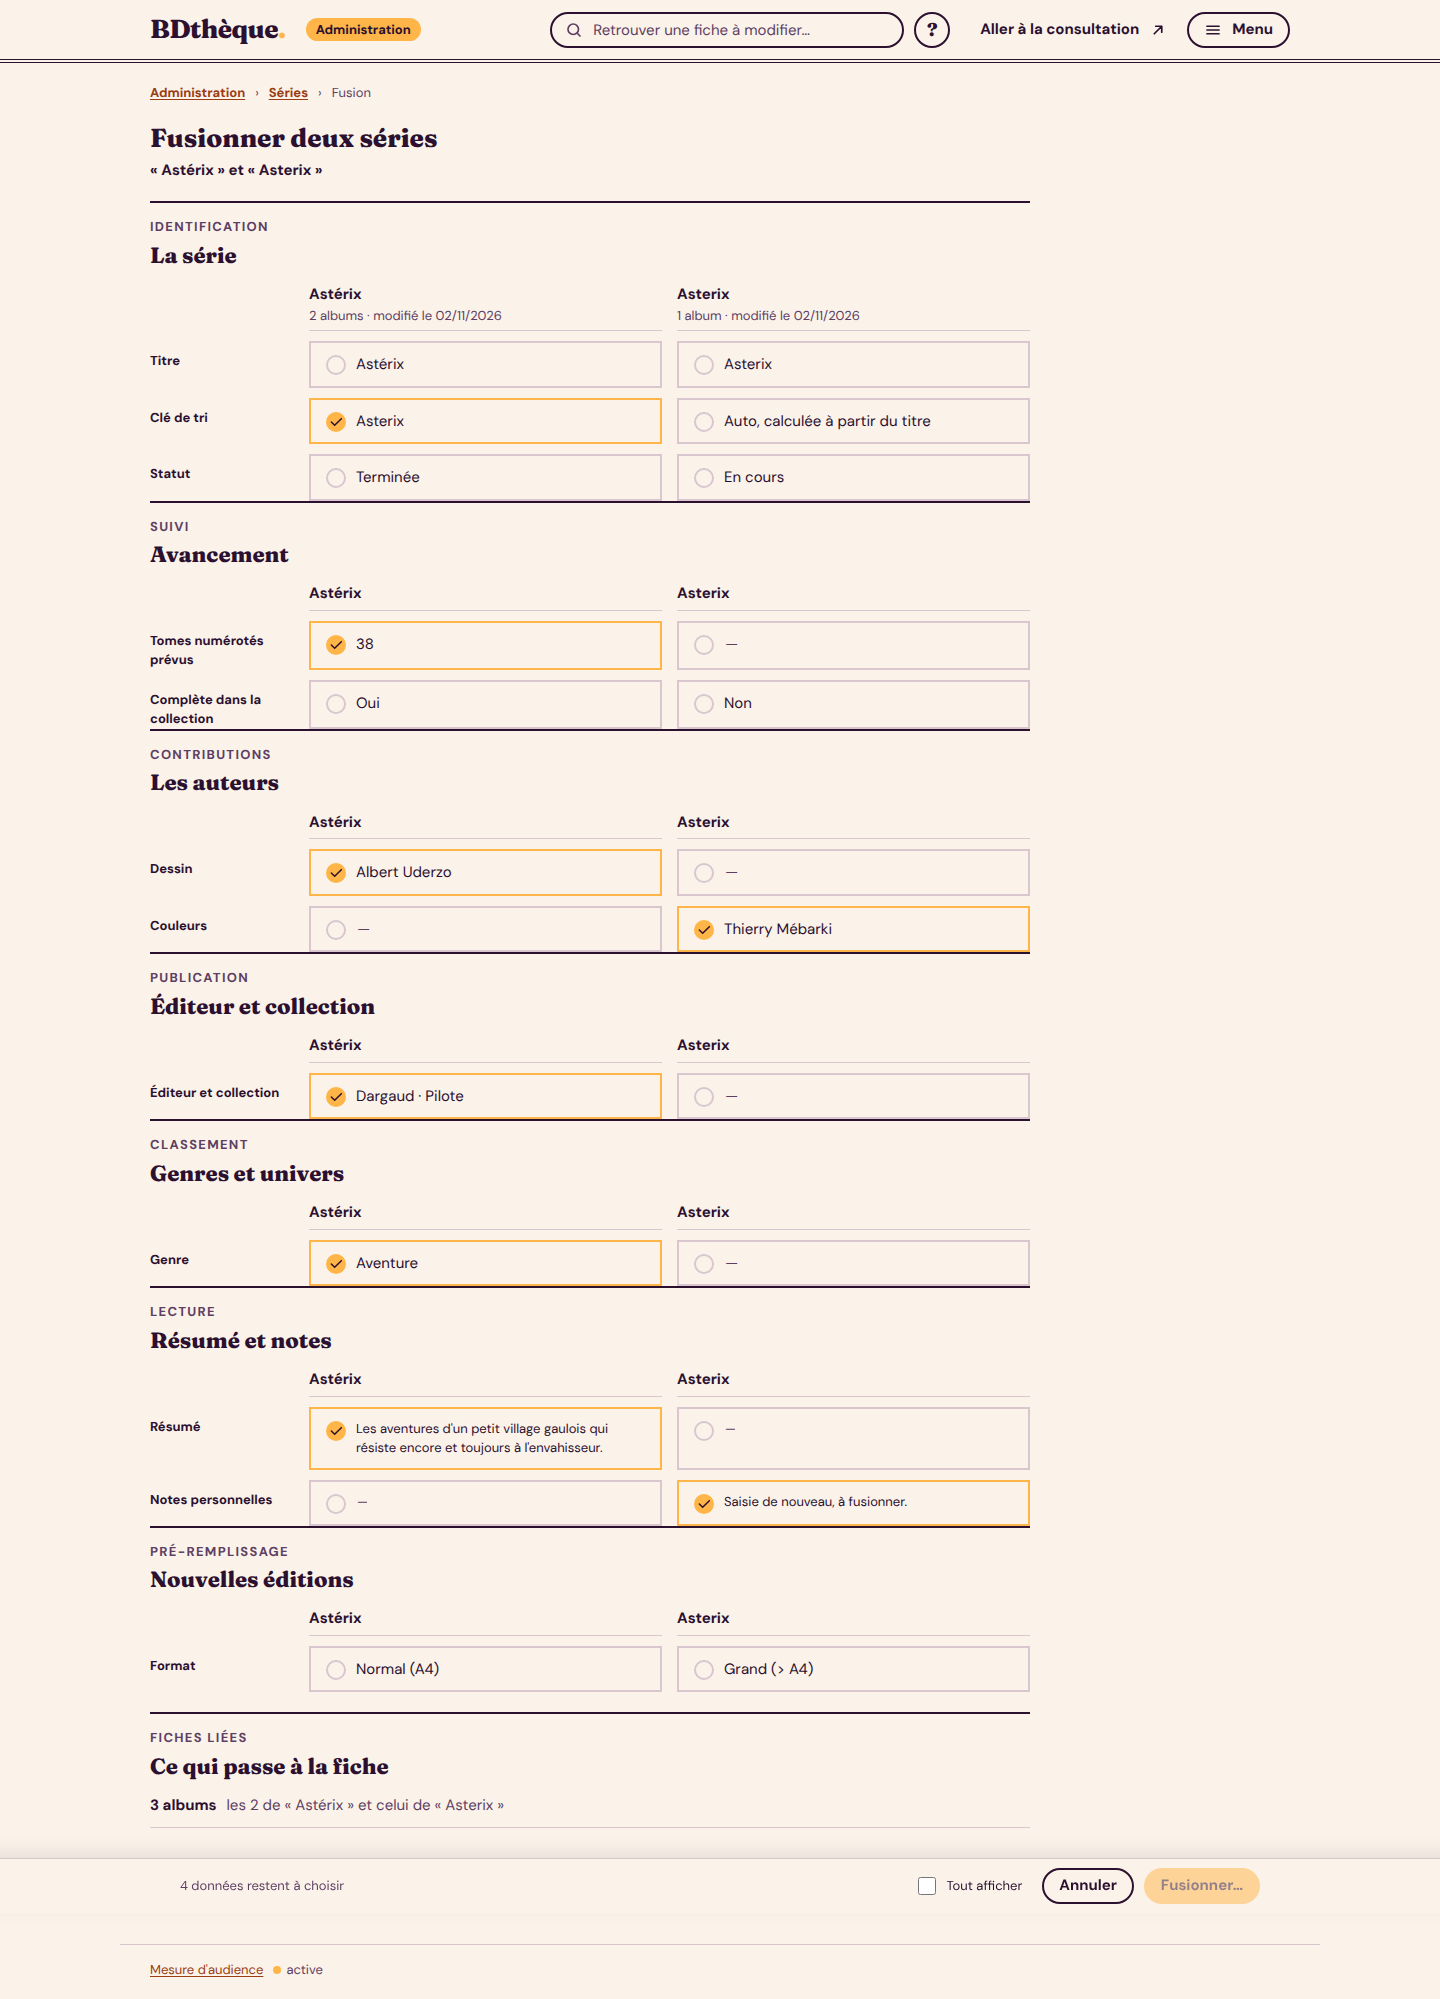 BDthèque.
Administration
Retrouver une fiche à modifier…
?
Aller à la consultation
Menu
Administration › Séries › Fusion
Fusionner deux séries
« Astérix » et « Asterix »
IDENTIFICATION
La série
Astérix
2 albums · modifié le 02/11/2026
Asterix
1 album · modifié le 02/11/2026
Titre
Astérix
Asterix
Clé de tri
Asterix
Auto, calculée à partir du titre
Statut
Terminée
En cours
SUIVI
Avancement
Astérix
Asterix
Tomes numérotés
prévus
38
—
Complète dans la
collection
Oui
Non
CONTRIBUTIONS
Les auteurs
Astérix
Asterix
Dessin
Albert Uderzo
—
Couleurs
—
Thierry Mébarki
PUBLICATION
Éditeur et collection
Astérix
Asterix
Éditeur et collection
Dargaud · Pilote
—
CLASSEMENT
Genres et univers
Astérix
Asterix
Genre
Aventure
—
LECTURE
Résumé et notes
Astérix
Asterix
Résumé
Les aventures d'un petit village gaulois qui
résiste encore et toujours à l'envahisseur.
—
Notes personnelles
—
Saisie de nouveau, à fusionner.
PRÉ-REMPLISSAGE
Nouvelles éditions
Astérix
Asterix
Format
Normal (A4)
Grand (> A4)
FICHES LIÉES
Ce qui passe à la fiche
3 albums les 2 de « Astérix » et celui de « Asterix »
4 données restent à choisir
Tout afficher
Annuler
Fusionner…
Mesure d'audience
active